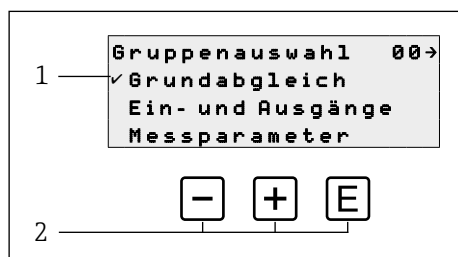 Gruppenauswahl 00→
1 ✓Grundabgleich
Ein- und Ausgänge
Messparameter
- + E
2